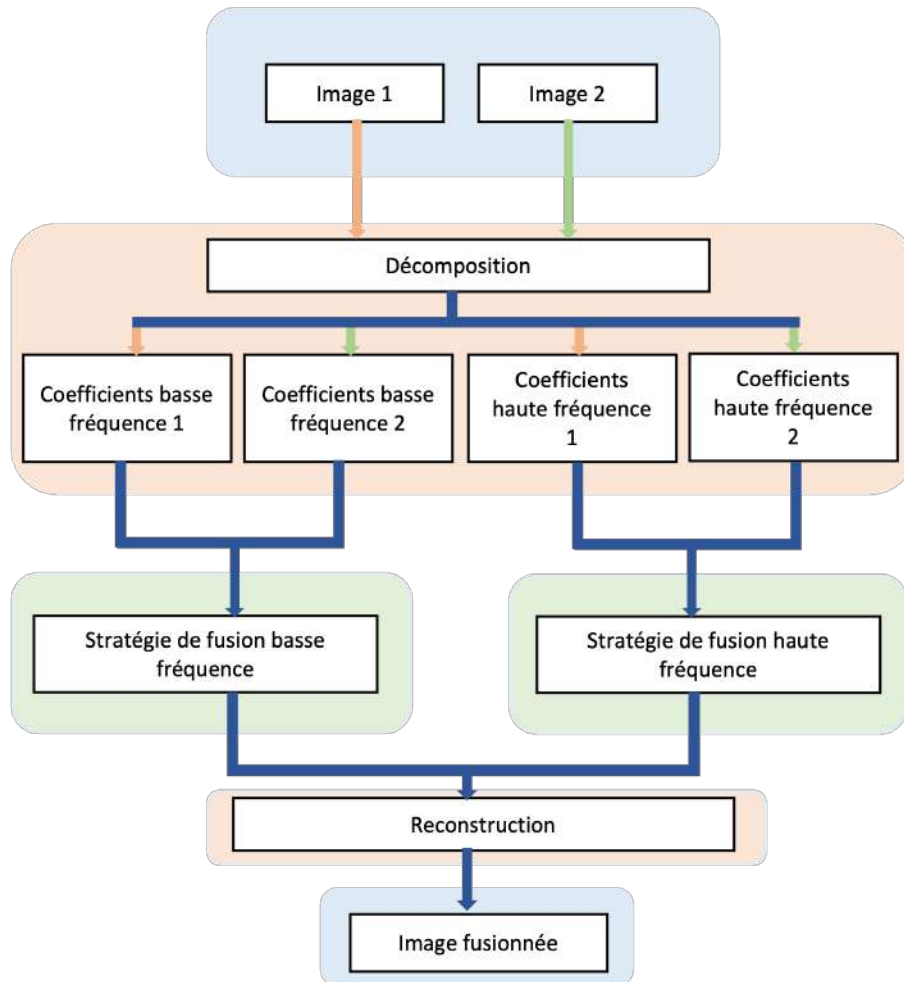 Image 1
Image 2
Décomposition
Coefficients basse
fréquence 1
Coefficients basse
fréquence 2
Coefficients
haute fréquence
1
Coefficients
haute fréquence
2
Stratégie de fusion basse
fréquence
Stratégie de fusion haute
fréquence
Reconstruction
Image fusionnée